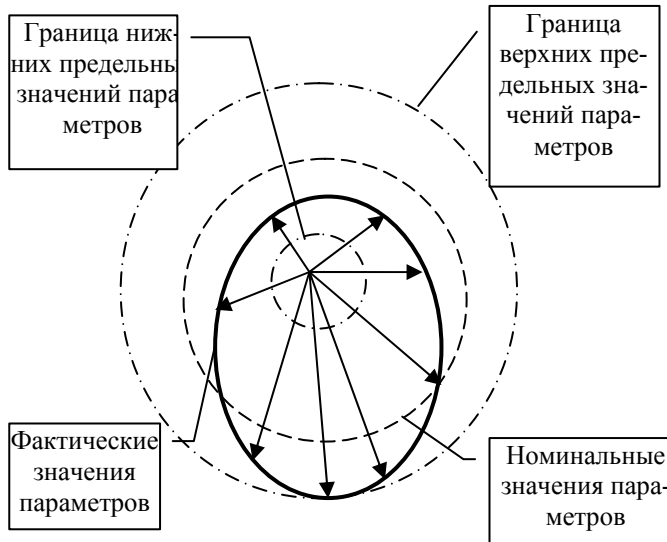 Граница ниж-
них предельны
значений пара
метров
Граница
верхних пре-
дельных зна-
чений пара-
метров
Фактические
значения
параметров
Номинальные
значения пара-
метров